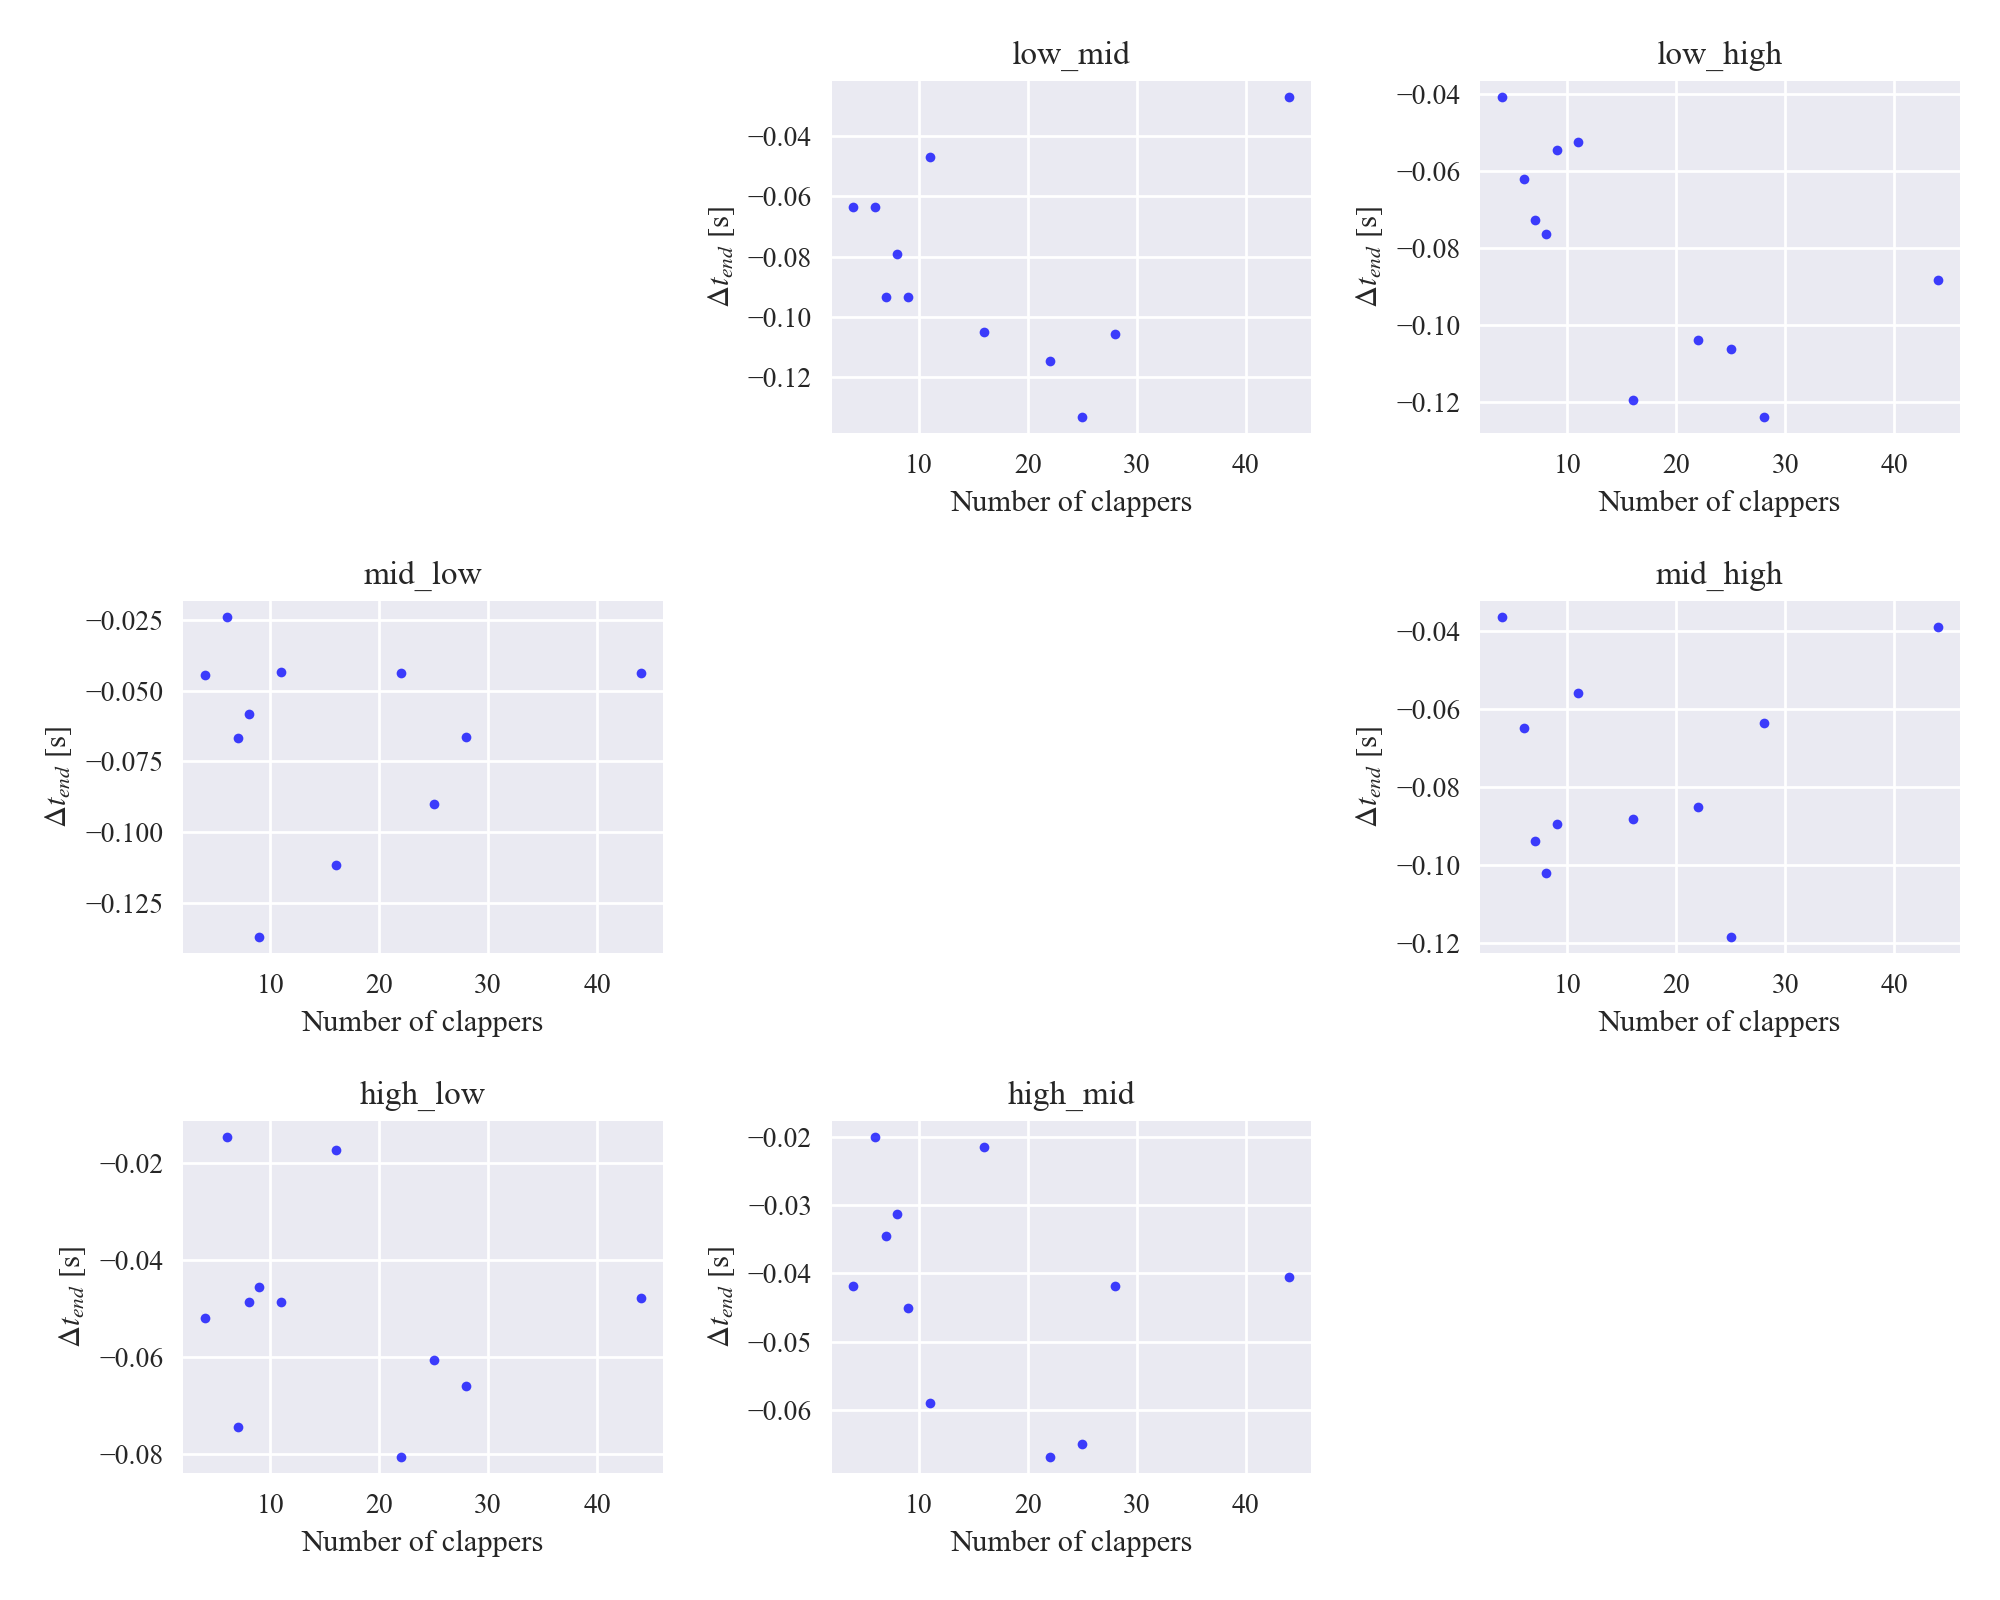 low_mid
−0.04
−0.06
−0.08
−0.10
−0.12
Δt_end [s]
10 20 30 40
Number of clappers
low_high
−0.04
−0.06
−0.08
−0.10
−0.12
Δt_end [s]
10 20 30 40
Number of clappers
mid_low
−0.025
−0.050
−0.075
−0.100
−0.125
Δt_end [s]
10 20 30 40
Number of clappers
mid_high
−0.04
−0.06
−0.08
−0.10
−0.12
Δt_end [s]
10 20 30 40
Number of clappers
high_low
−0.02
−0.04
−0.06
−0.08
Δt_end [s]
10 20 30 40
Number of clappers
high_mid
−0.02
−0.03
−0.04
−0.05
−0.06
Δt_end [s]
10 20 30 40
Number of clappers